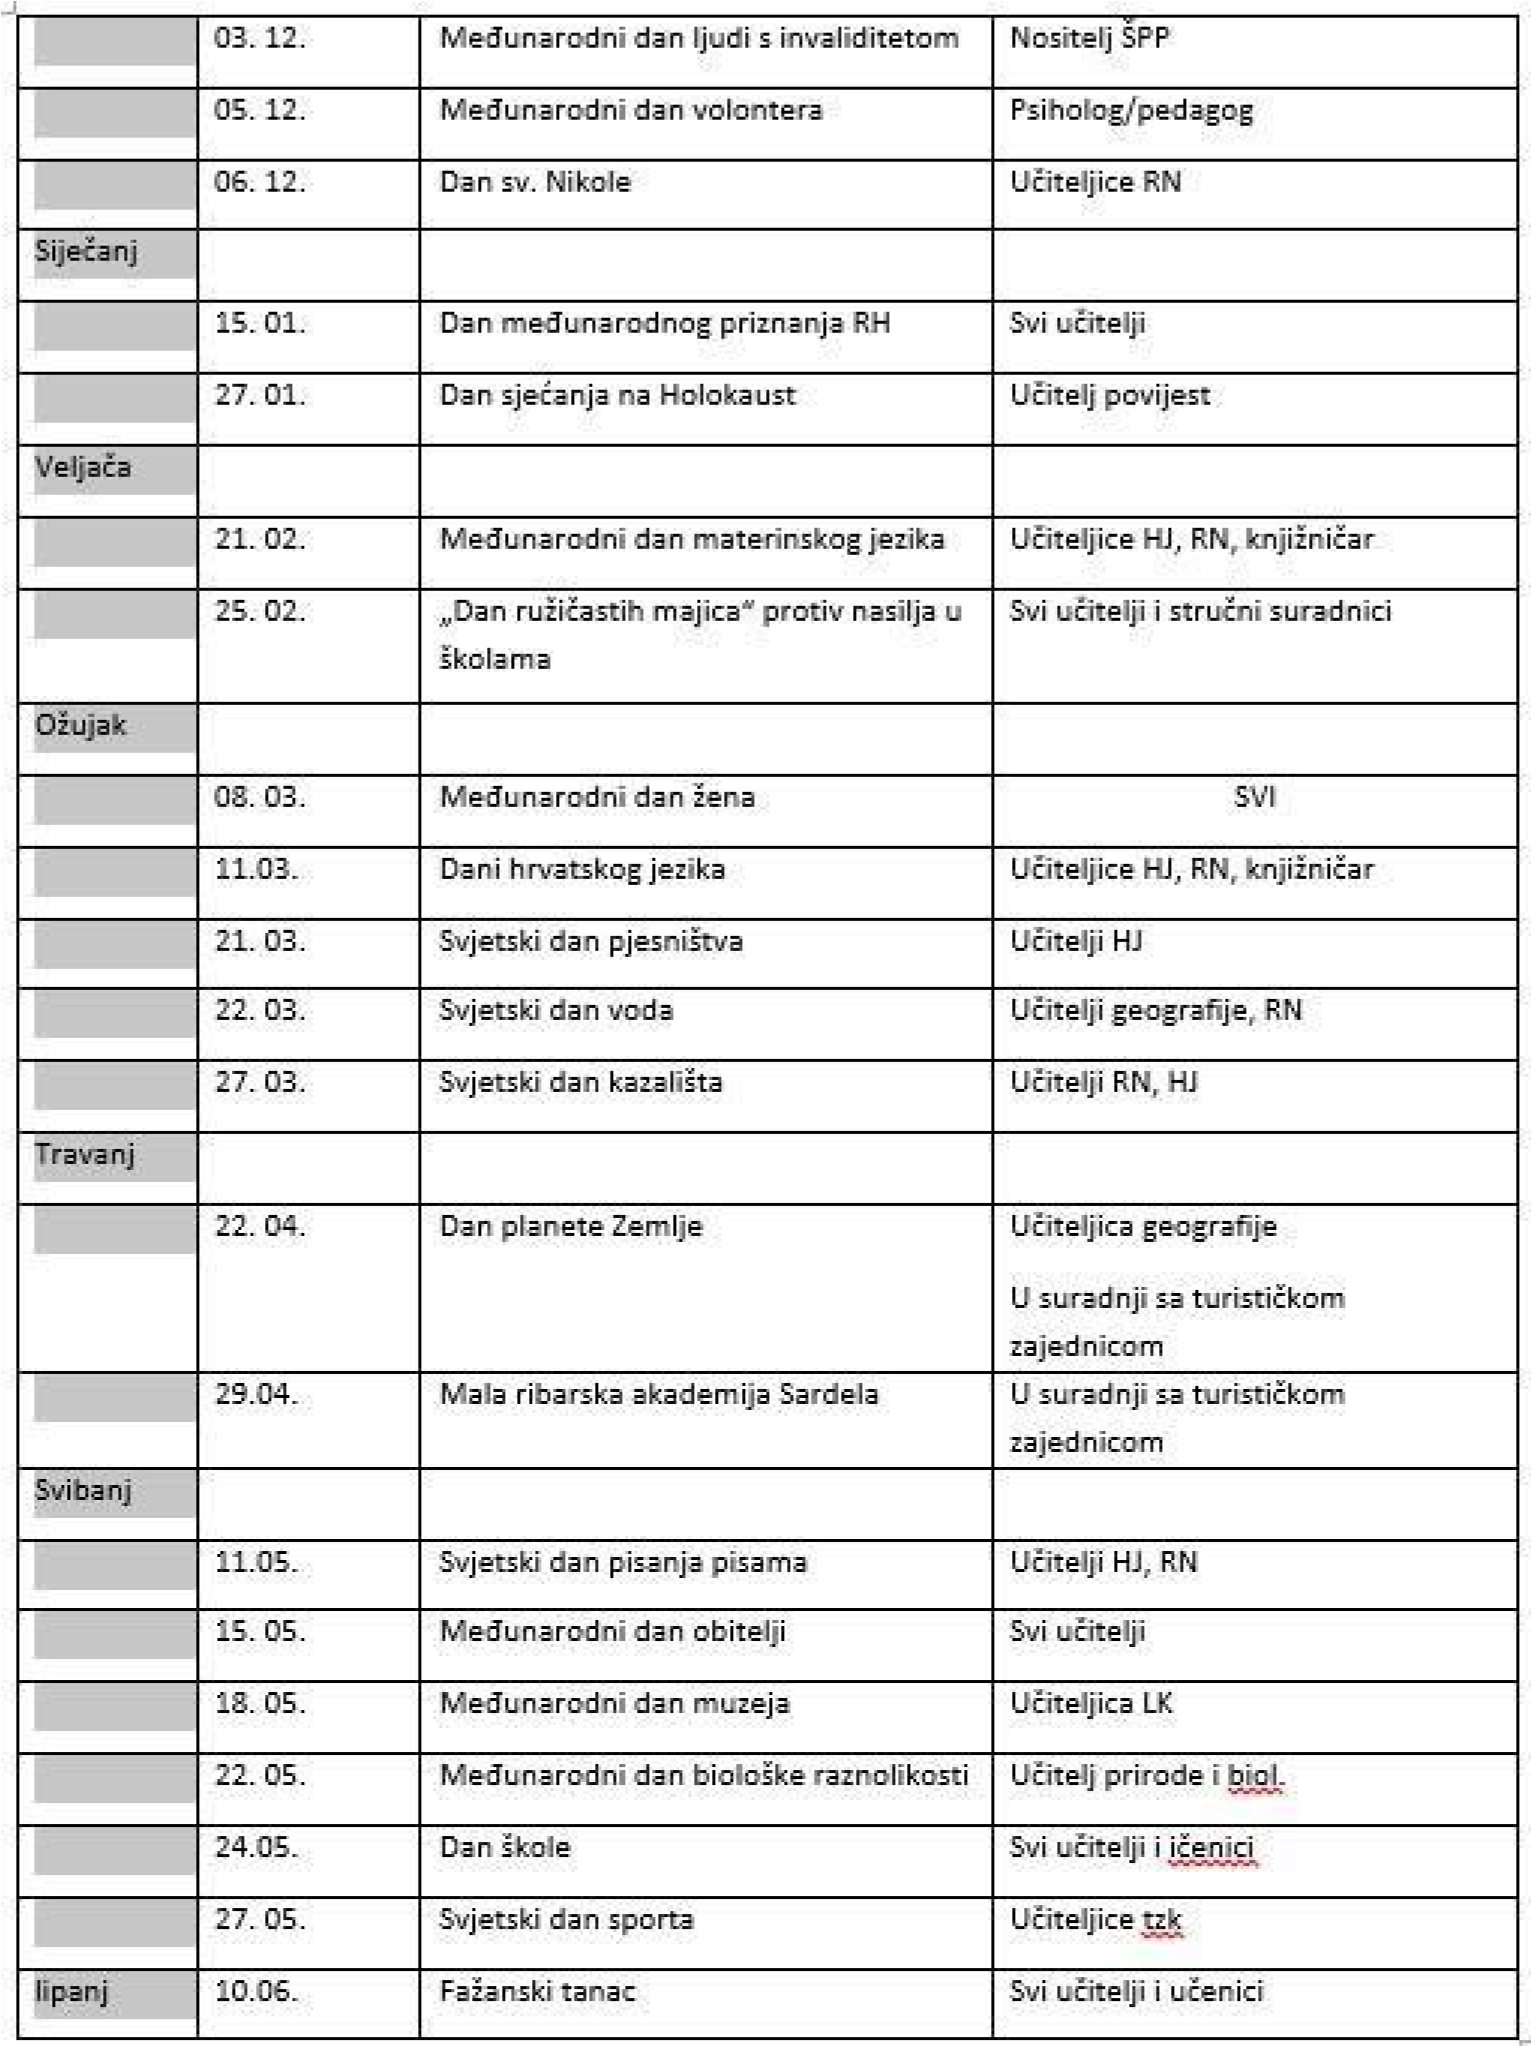 03. 12. Međunarodni dan ljudi s invaliditetom Nositelj ŠPP
05. 12. Međunarodni dan volontera Psiholog/pedagog
06. 12. Dan sv. Nikole Učiteljice RN
Siječanj
15. 01. Dan međunarodnog priznanja RH Svi učitelji
27. 01. Dan sjećanja na Holokaust Učitelj povijest
Veljača
21. 02. Međunarodni dan materinskog jezika Učiteljice HJ, RN, knjižničar
25. 02. „Dan ružičastih majica“ protiv nasilja u Svi učitelji i stručni suradnici
školama
Ožujak
08. 03. Međunarodni dan žena SVI
11.03. Dani hrvatskog jezika Učiteljice HJ, RN, knjižničar
21. 03. Svjetski dan pjesništva Učitelji HJ
22. 03. Svjetski dan voda Učitelji geografije, RN
27. 03. Svjetski dan kazališta Učitelji RN, HJ
Travanj
22. 04. Dan planete Zemlje Učiteljica geografije
U suradnji sa turističkom
zajednicom
29.04. Mala ribarska akademija Sardela U suradnji sa turističkom
zajednicom
Svibanj
11.05. Svjetski dan pisanja pisama Učitelji HJ, RN
15. 05. Međunarodni dan obitelji Svi učitelji
18. 05. Međunarodni dan muzeja Učiteljica LK
22. 05. Međunarodni dan biološke raznolikosti Učitelj prirode i biol.
24.05. Dan škole Svi učitelji i ičenici
27. 05. Svjetski dan sporta Učiteljice tzk
lipanj 10.06. Fažanski tanac Svi učitelji i učenici